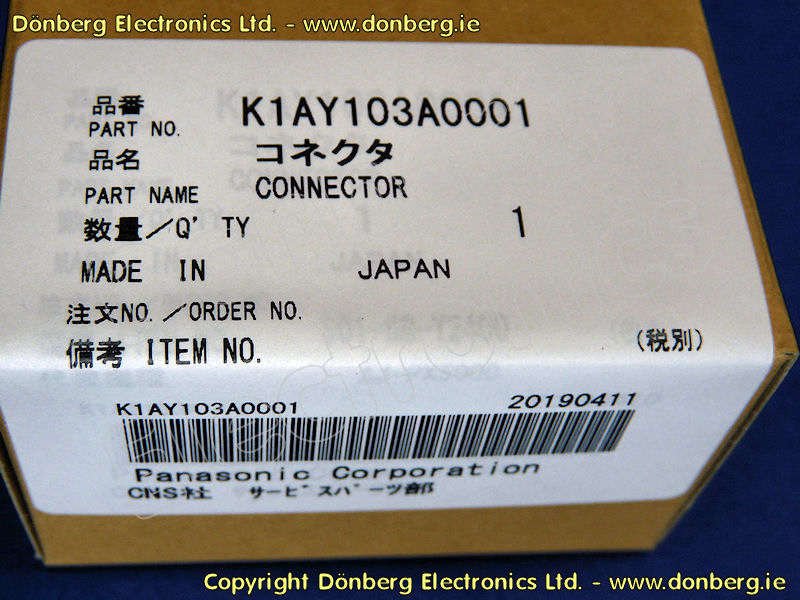 Dönberg Electronics Ltd. - www.donberg.ie
品番 K1AY103A0001
PART NO.
品名 コネクタ
PART NAME CONNECTOR
数量/Q'TY 1
MADE IN JAPAN
注文NO./ORDER NO.
備考 ITEM NO. (税別)
K1AY103A0001 20190411
Panasonic Corporation
CNS社 サービスパーツ部
Copyright Dönberg Electronics Ltd. - www.donberg.ie